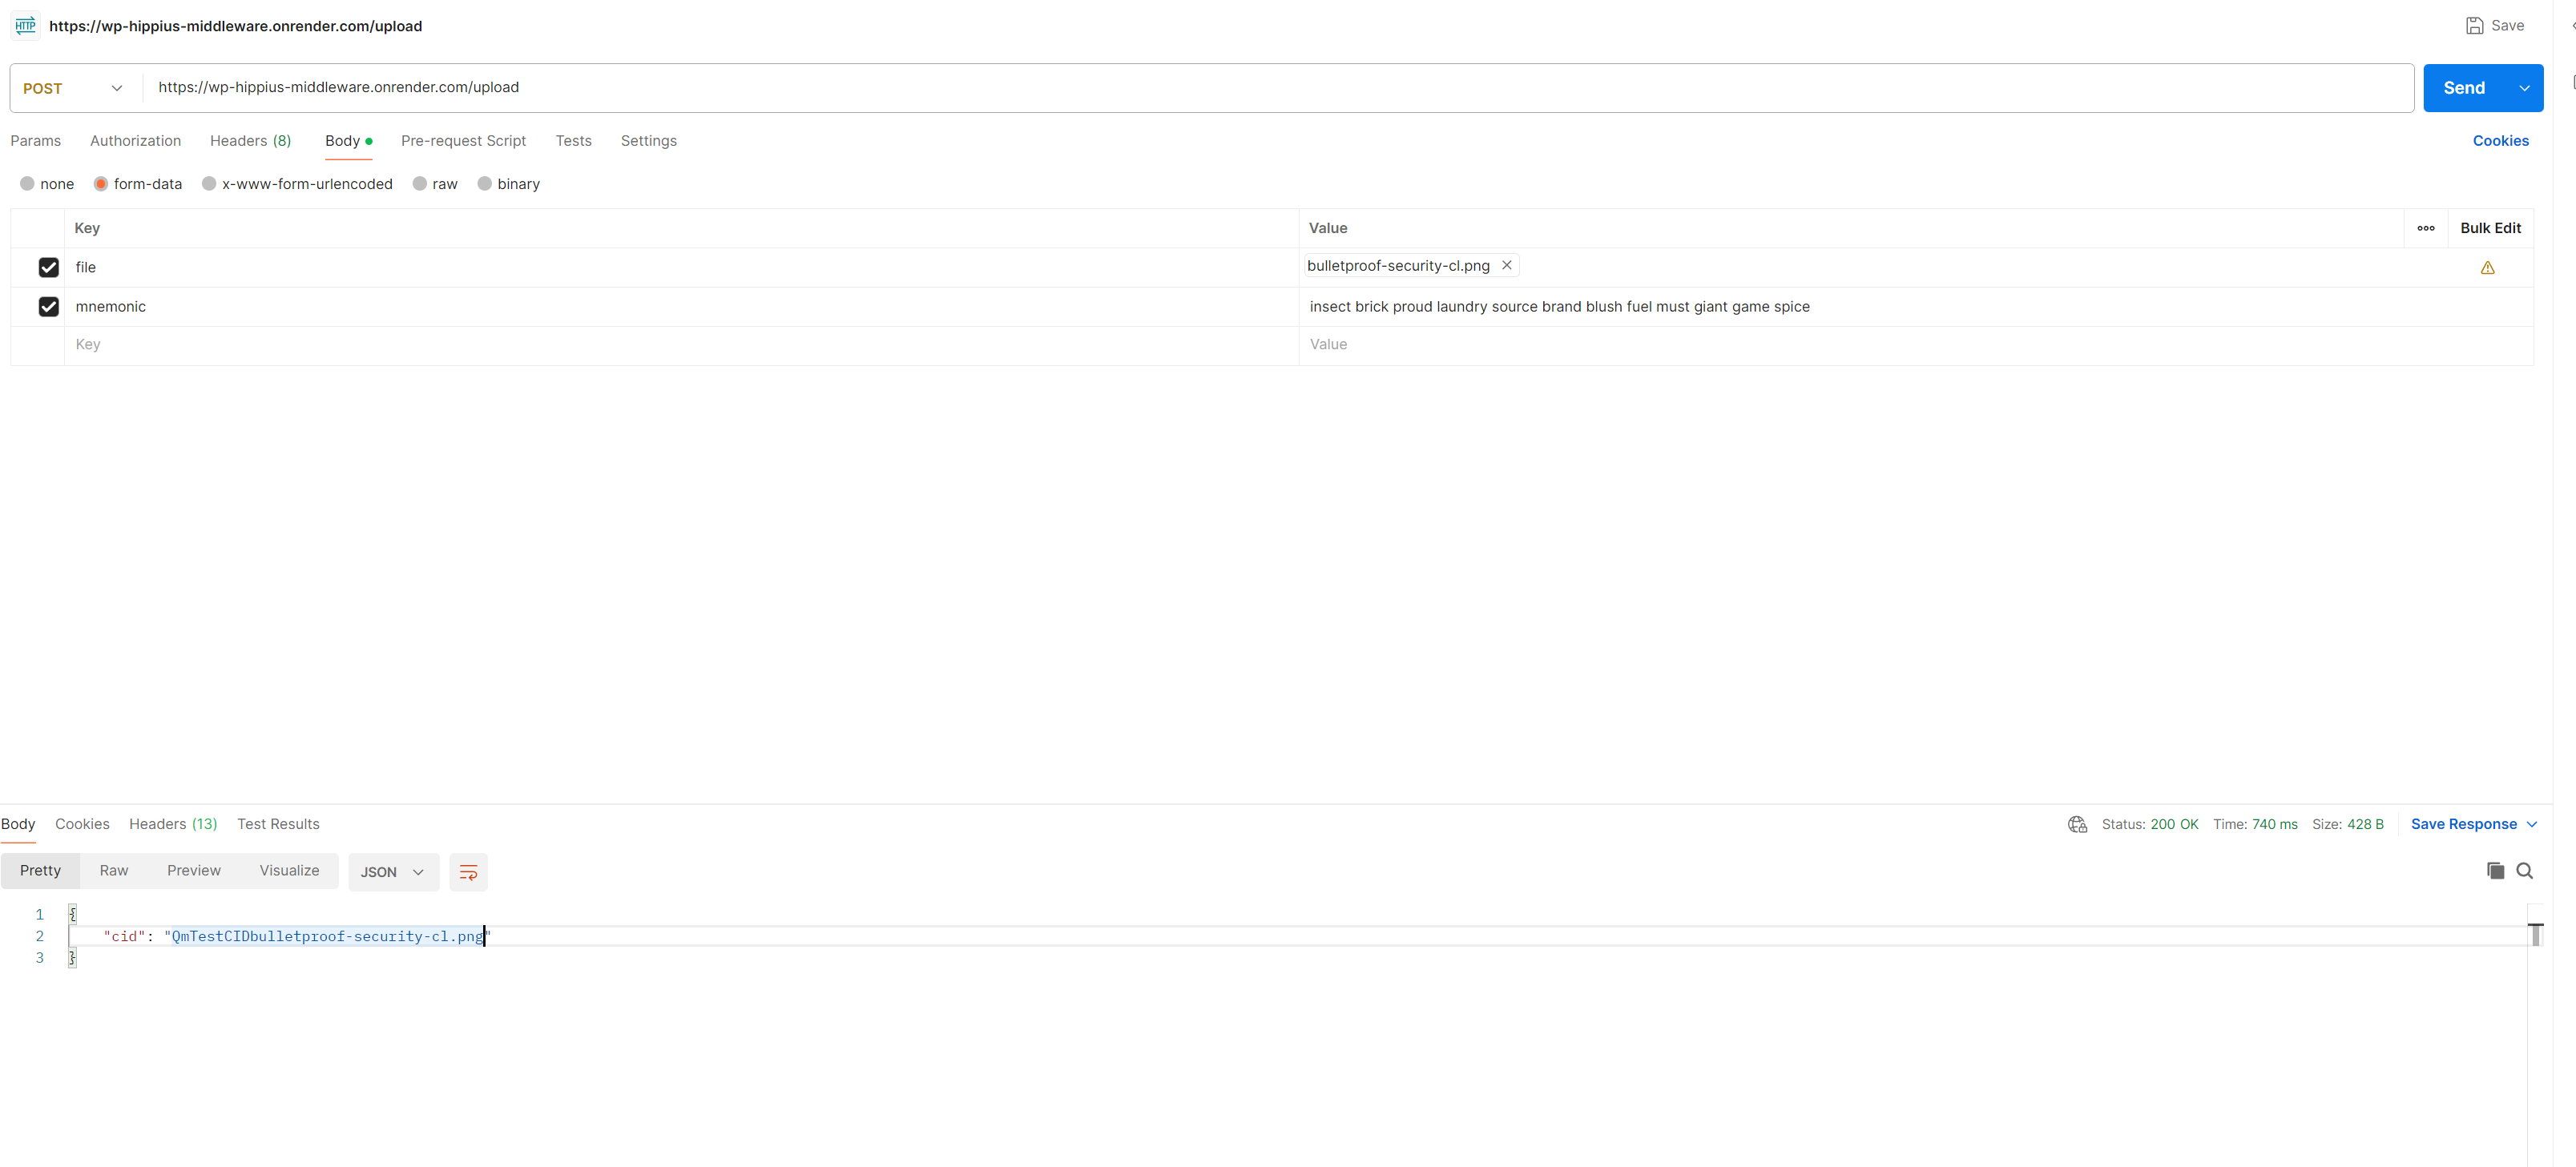 HTTP https://wp-hippius-middleware.onrender.com/upload Save
POST https://wp-hippius-middleware.onrender.com/upload Send
Params Authorization Headers (8) Body Pre-request Script Tests Settings Cookies
none form-data x-www-form-urlencoded raw binary
Key Value Bulk Edit
file bulletproof-security-cl.png
mnemonic insect brick proud laundry source brand blush fuel must giant game spice
Key Value
Body Cookies Headers (13) Test Results Status: 200 OK Time: 740 ms Size: 428 B Save Response
Pretty Raw Preview Visualize JSON
1 {
2 "cid": "QmTestCIDbulletproof-security-cl.png"
3 }